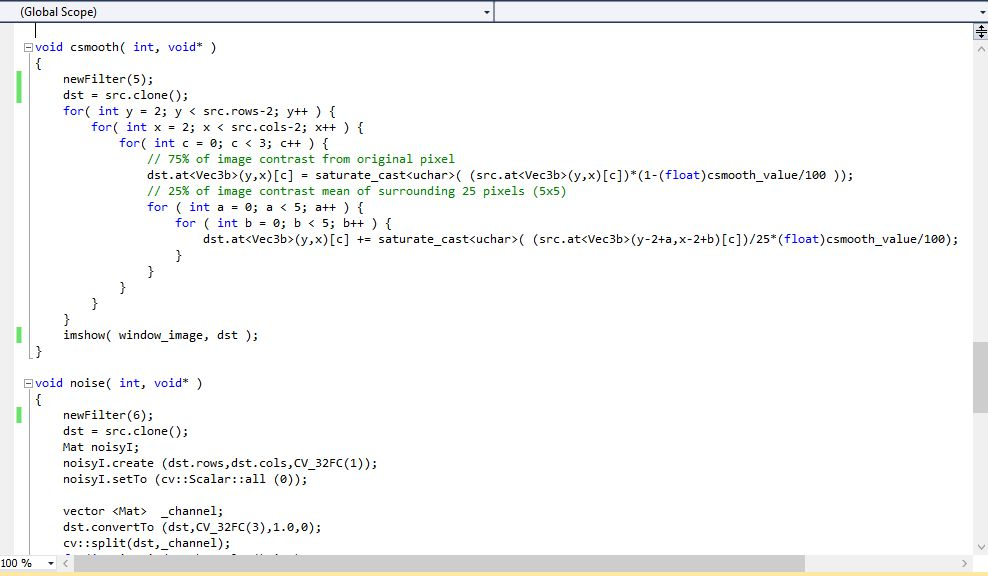 (Global Scope)
void csmooth( int, void* )
{
    newFilter(5);
    dst = src.clone();
    for( int y = 2; y < src.rows-2; y++ ) {
        for( int x = 2; x < src.cols-2; x++ ) {
            for( int c = 0; c < 3; c++ ) {
                // 75% of image contrast from original pixel
                dst.at<Vec3b>(y,x)[c] = saturate_cast<uchar>( (src.at<Vec3b>(y,x)[c])*(1-(float)csmooth_value/100 ));
                // 25% of image contrast mean of surrounding 25 pixels (5x5)
                for ( int a = 0; a < 5; a++ ) {
                    for ( int b = 0; b < 5; b++ ) {
                        dst.at<Vec3b>(y,x)[c] += saturate_cast<uchar>( (src.at<Vec3b>(y-2+a,x-2+b)[c])/25*(float)csmooth_value/100);
                    }
                }
            }
        }
    }
    imshow( window_image, dst );
}
void noise( int, void* )
{
    newFilter(6);
    dst = src.clone();
    Mat noisyI;
    noisyI.create (dst.rows,dst.cols,CV_32FC(1));
    noisyI.setTo (cv::Scalar::all (0));
    vector <Mat>  _channel;
    dst.convertTo (dst,CV_32FC(3),1.0,0);
    cv::split(dst,_channel);
100 %